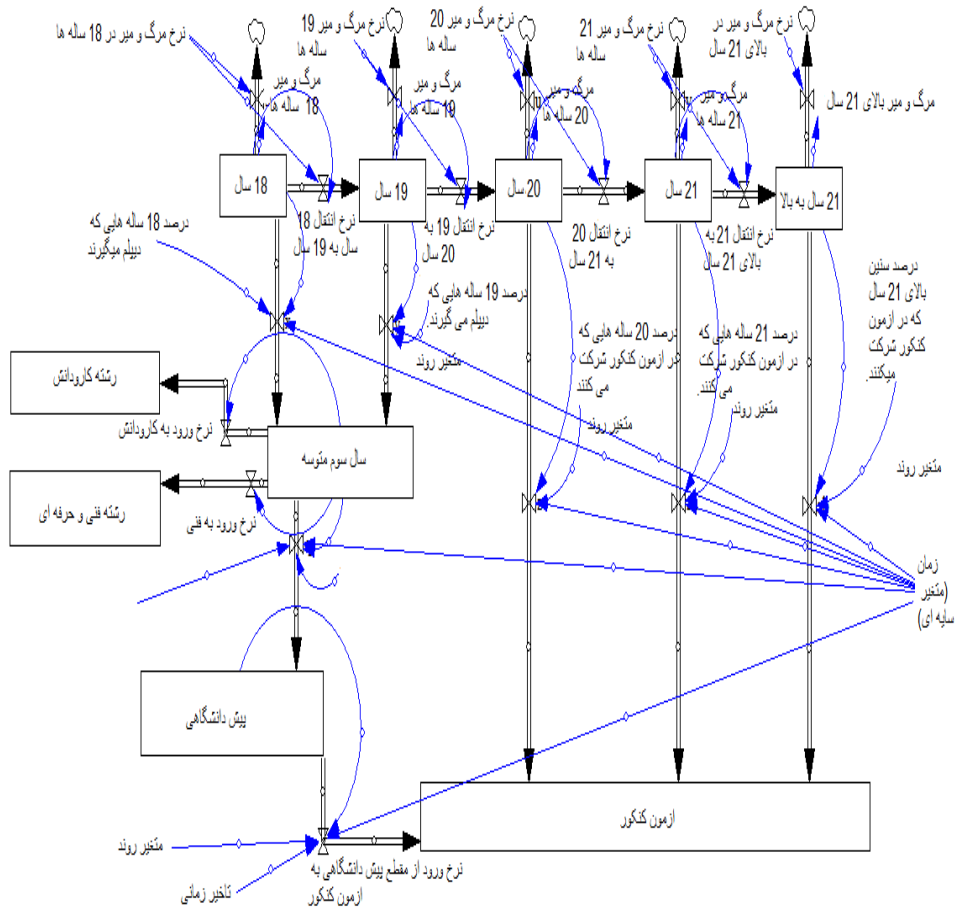 نرخ مرگ و میر در 18 ساله ها
نرخ مرگ و میر 19
ساله ها
نرخ مرگ و میر 20
ساله ها
نرخ مرگ و میر 21
ساله ها
نرخ مرگ و میر در
بالای 21 سال
مرگ و میر
18 ساله ها
مرگ و میر
19 ساله ها
مرگ و میر
20 ساله ها
مرگ و میر
21 ساله ها
مرگ و میر بالای 21 سال
18 سال
19 سال
20 سال
21 سال
21 سال به بالا
نرخ انتقال 18
سال به 19 سال
نرخ انتقال 19 به
20 سال
نرخ انتقال 20
به 21 سال
نرخ انتقال 21 به
بالای 21 سال
درصد 18 ساله هایی که
دیپلم میگیرند
درصد 19 ساله هایی که
دیپلم می گیرند.
متغیر روند
درصد 20 ساله هایی که
در ازمون کنکور شرکت
می کنند
متغیر روند
درصد 21 ساله هایی که
در ازمون کنکور شرکت
می کنند.
متغیر روند
درصد سنین
بالای 21 سال
که در ازمون
کنکور شرکت
میکنند.
متغیر روند
رشته کارودانش
نرخ ورود به کارودانش
سال سوم متوسه
رشته فنی و حرفه ای
نرخ ورود به فنی
زمان
(متغیر
سایه ای)
پیش دانشگاهی
ازمون کنکور
متغیر روند
تاخیر زمانی
نرخ ورود از مقطع پیش دانشگاهی به
ازمون کنکور